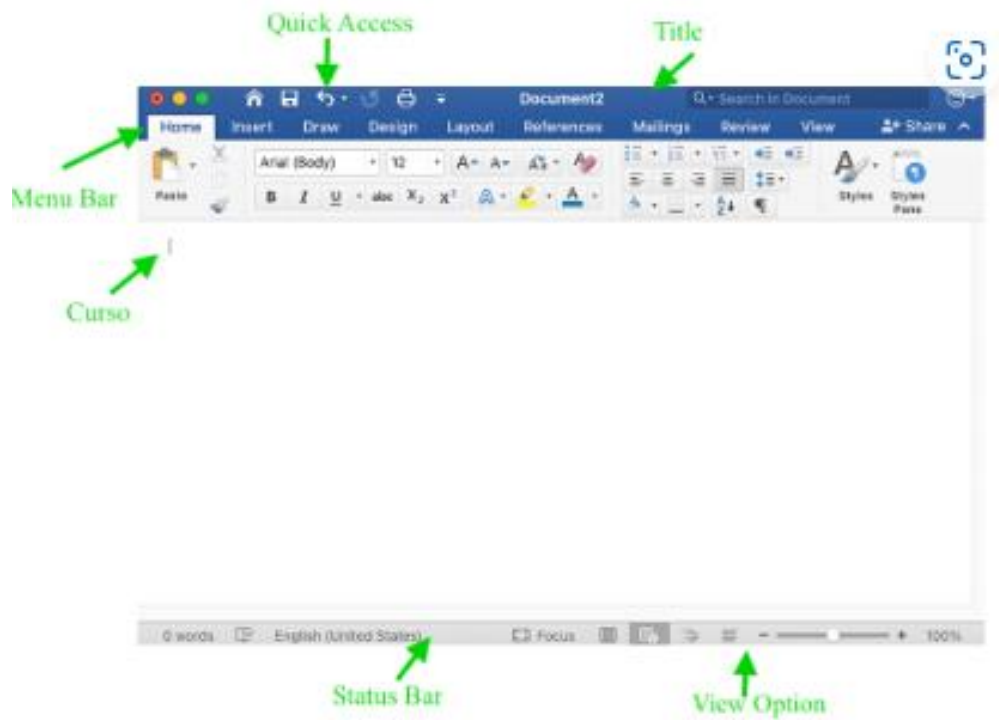 Quick Access
Title
Document2
Search in Document
Home Insert Draw Design Layout References Mailings Review View Share
Arial (Body) 12 A A A
Menu Bar
Paste
B I U abc X₂ X² A A
Styles
Styles Pane
Curso
0 words English (United States) Focus 100%
Status Bar
View Option